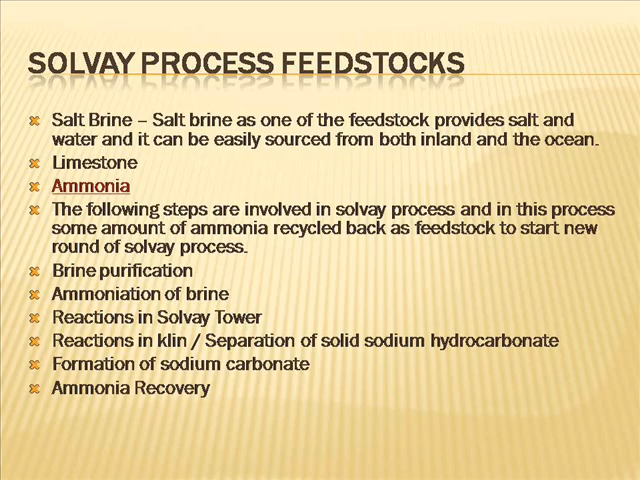 SOLVAY PROCESS FEEDSTOCKS
Salt Brine – Salt brine as one of the feedstock provides salt and
water and it can be easily sourced from both inland and the ocean.
Limestone
Ammonia
The following steps are involved in solvay process and in this process
some amount of ammonia recycled back as feedstock to start new
round of solvay process.
Brine purification
Ammoniation of brine
Reactions in Solvay Tower
Reactions in klin / Separation of solid sodium hydrocarbonate
Formation of sodium carbonate
Ammonia Recovery